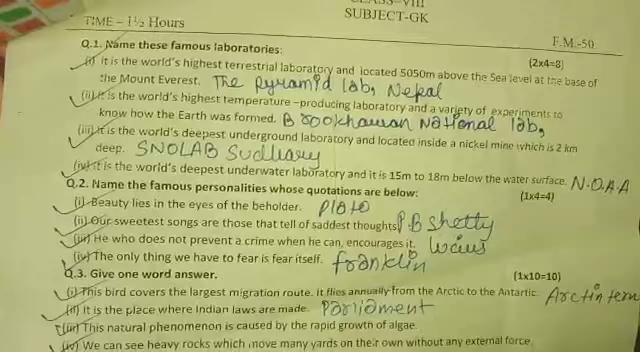 CLASS-VIII
SUBJECT-GK
TIME – 1½ Hours
F.M.-50
Q.1. Name these famous laboratories: (2x4=8)
(i) It is the world's highest terrestrial laboratory and located 5050m above the Sea level at the base of
the Mount Everest. The pyramid lab, Nepal
(ii) It is the world's highest temperature –producing laboratory and a variety of experiments to
know how the Earth was formed. Brookhawan National lab,
(iii) It is the world's deepest underground laboratory and located inside a nickel mine which is 2 km
deep. SNOLAB Sudbury
(iv) It is the world's deepest underwater laboratory and it is 15m to 18m below the water surface. N.O.A.A
Q.2. Name the famous personalities whose quotations are below: (1x4=4)
(i) Beauty lies in the eyes of the beholder. Plato
(ii) Our sweetest songs are those that tell of saddest thoughts. P.B Shetty
(iii) He who does not prevent a crime when he can, encourages it.
(iv) The only thing we have to fear is fear itself. franklin
Q.3. Give one word answer. (1x10=10)
(i) This bird covers the largest migration route. It flies annually from the Arctic to the Antartic. Arctin tern
(ii) It is the place where Indian laws are made. Parliament
(iii) This natural phenomenon is caused by the rapid growth of algae.
(iv) We can see heavy rocks which move many yards on their own without any external force.